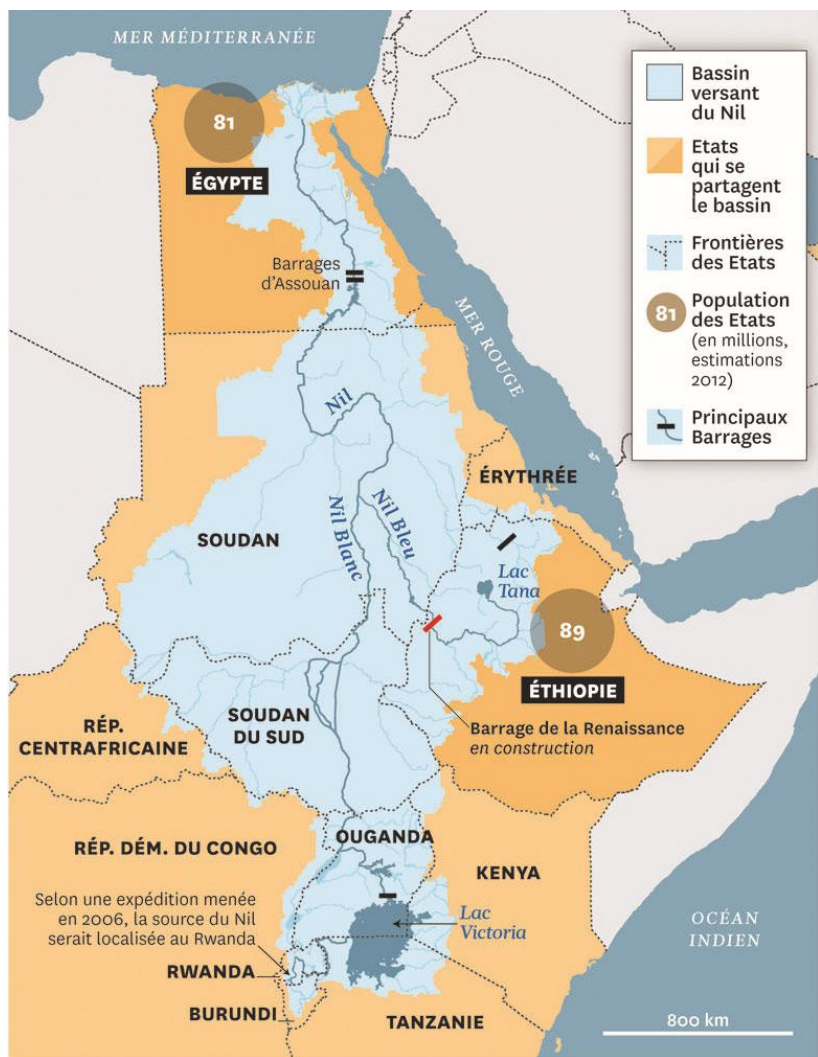 MER MÉDITERRANÉE
81
ÉGYPTE
Barrages
d'Assouan
MER ROUGE
Nil
Nil Blanc
Nil Bleu
SOUDAN
ÉRYTHRÉE
Lac
Tana
89
ÉTHIOPIE
Barrage de la Renaissance
en construction
SOUDAN
DU SUD
RÉP.
CENTRAFRICAINE
RÉP. DÉM. DU CONGO
OUGANDA
KENYA
Selon une expédition menée
en 2006, la source du Nil
serait localisée au Rwanda
Lac
Victoria
RWANDA
BURUNDI
TANZANIE
OCÉAN
INDIEN
800 km
Bassin
versant
du Nil
Etats
qui se
partagent
le bassin
Frontières
des Etats
81
Population
des Etats
(en millions,
estimations
2012)
Principaux
Barrages